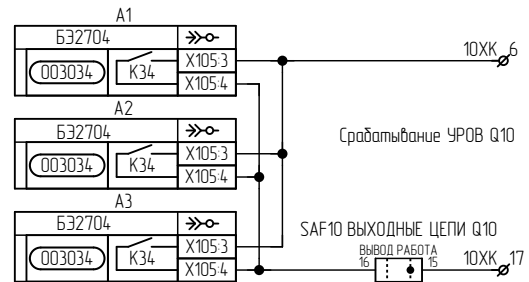 A1
БЭ2704
003034
K34
X105:3
X105:4
10XK 6
A2
БЭ2704
003034
K34
X105:3
X105:4
Срабатывание УРОВ Q10
A3
БЭ2704
003034
K34
X105:3
X105:4
SAF10 ВЫХОДНЫЕ ЦЕПИ Q10
ВЫВОД РАБОТА
16 15
10XK 17